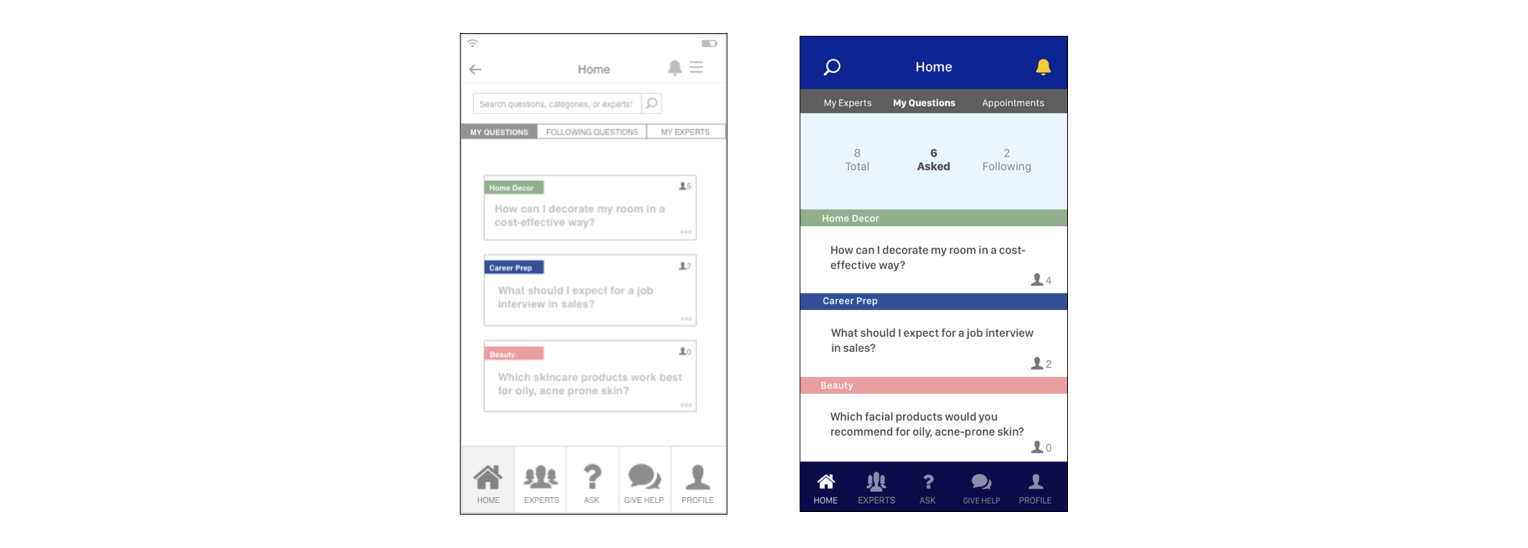 Home
Search questions, categories, or experts!
MY QUESTIONS FOLLOWING QUESTIONS MY EXPERTS
Home Decor 5
How can I decorate my room in a
cost-effective way?
Career Prep 2
What should I expect for a job
interview in sales?
Beauty 0
Which skincare products work best
for oily, acne prone skin?
HOME EXPERTS ASK GIVE HELP PROFILE
Home
My Experts My Questions Appointments
8 6 2
Total Asked Following
Home Decor
How can I decorate my room in a cost-
effective way?
4
Career Prep
What should I expect for a job interview
in sales?
2
Beauty
Which facial products would you
recommend for oily, acne-prone skin?
0
HOME EXPERTS ASK GIVE HELP PROFILE